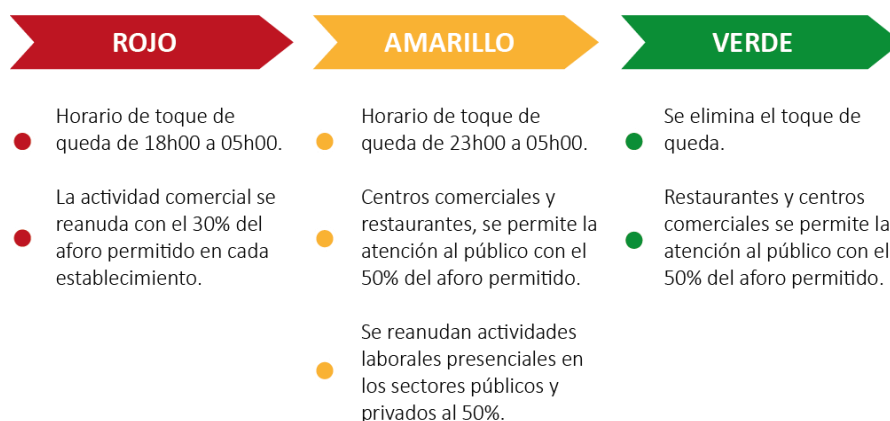 ROJO
Horario de toque de
queda de 18h00 a 05h00.
La actividad comercial se
reanuda con el 30% del
aforo permitido en cada
establecimiento.
AMARILLO
Horario de toque de
queda de 23h00 a 05h00.
Centros comerciales y
restaurantes, se permite la
atención al público con el
50% del aforo permitido.
Se reanudan actividades
laborales presenciales en
los sectores públicos y
privados al 50%.
VERDE
Se elimina el toque de
queda.
Restaurantes y centros
comerciales se permite la
atención al público con el
50% del aforo permitido.